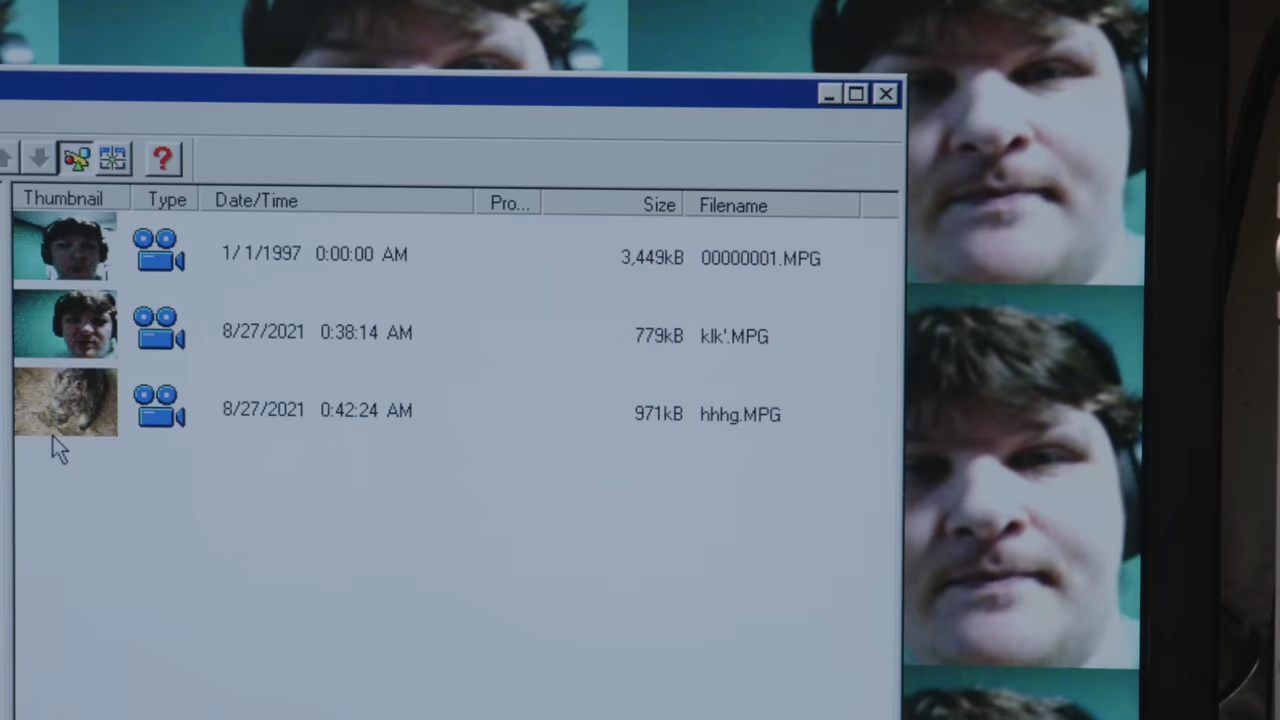 Thumbnail Type Date/Time Pro... Size Filename
1/ 1/1997 0:00:00 AM 3,449kB 00000001.MPG
8/27/2021 0:38:14 AM 779kB klk'.MPG
8/27/2021 0:42:24 AM 971kB hhhg.MPG